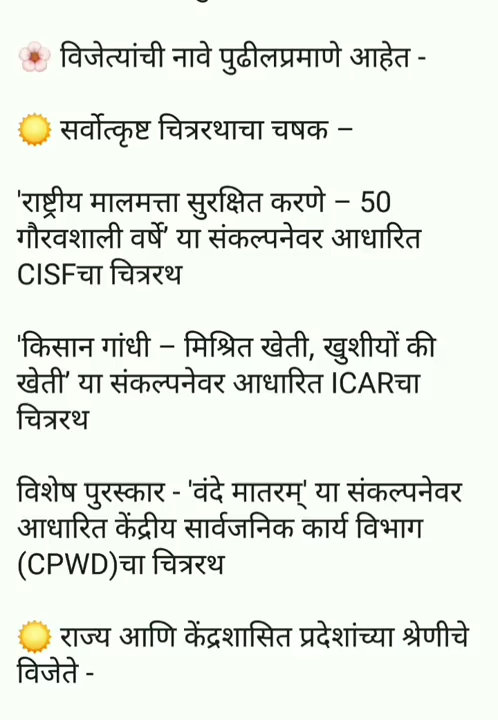 🌸 विजेत्यांची नावे पुढीलप्रमाणे आहेत -
🌞 सर्वोत्कृष्ट चित्ररथाचा चषक –
'राष्ट्रीय मालमत्ता सुरक्षित करणे – 50
गौरवशाली वर्षे’ या संकल्पनेवर आधारित
CISFचा चित्ररथ
'किसान गांधी – मिश्रित खेती, खुशीयों की
खेती’ या संकल्पनेवर आधारित ICARचा
चित्ररथ
विशेष पुरस्कार - 'वंदे मातरम्' या संकल्पनेवर
आधारित केंद्रीय सार्वजनिक कार्य विभाग
(CPWD)चा चित्ररथ
🌞 राज्य आणि केंद्रशासित प्रदेशांच्या श्रेणीचे
विजेते -